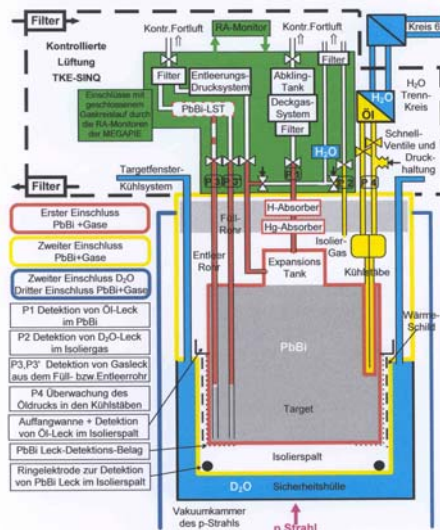 Filter
Kontrollierte
Lüftung
TKE-SINQ
Kontr.Fortluft
RA-Monitor
Kontr.Fortluft
Kreis 6
Filter
Entleerungs-
Drucksystem
Abkling-
Tank
Filter
H₂O
H₂O
Trenn-
Kreis
Einschlüsse mit
geschlossenem
Gaskreislauf durch
die RA-Monitoren
der MEGAPIE
PbBi-LST
Deckgas-
System
Filter
H₂O
Öl
Schnell-
Ventile und
Druck-
haltung
Filter
Targetfenster-
Kühlsystem
P3
P3'
P1
P2
P4
Erster Einschluss
PbBi +Gase
Zweiter Einschluss
PbBi+Gase
Zweiter Einschluss D₂O
Dritter Einschluss PbBi+Gase
Füll-
Rohr
Entleer
Rohr
H-Absorber
Hg-Absorber
Expansions
Tank
Isolier-
Gas
Kühlstäbe
P1 Detektion von Öl-Leck
im PbBi
P2 Detektion von D₂O-Leck
im Isoliergas
P3,P3' Detektion von Gasleck
aus dem Füll- bzw.Entleerrohr
P4 Überwachung des
Öldrucks in den Kühlstäben
Auffangwanne + Detektion
von Öl-Leck im Isolierspalt
PbBi Leck-Detektions-Belag
Ringelektrode zur Detektion
von PbBi Leck im Isolierspalt
PbBi
Wärme-
Schild
Target
Isolierspalt
D₂O
Sicherheitshülle
Vakuumkammer
des p-Strahls
p Strahl